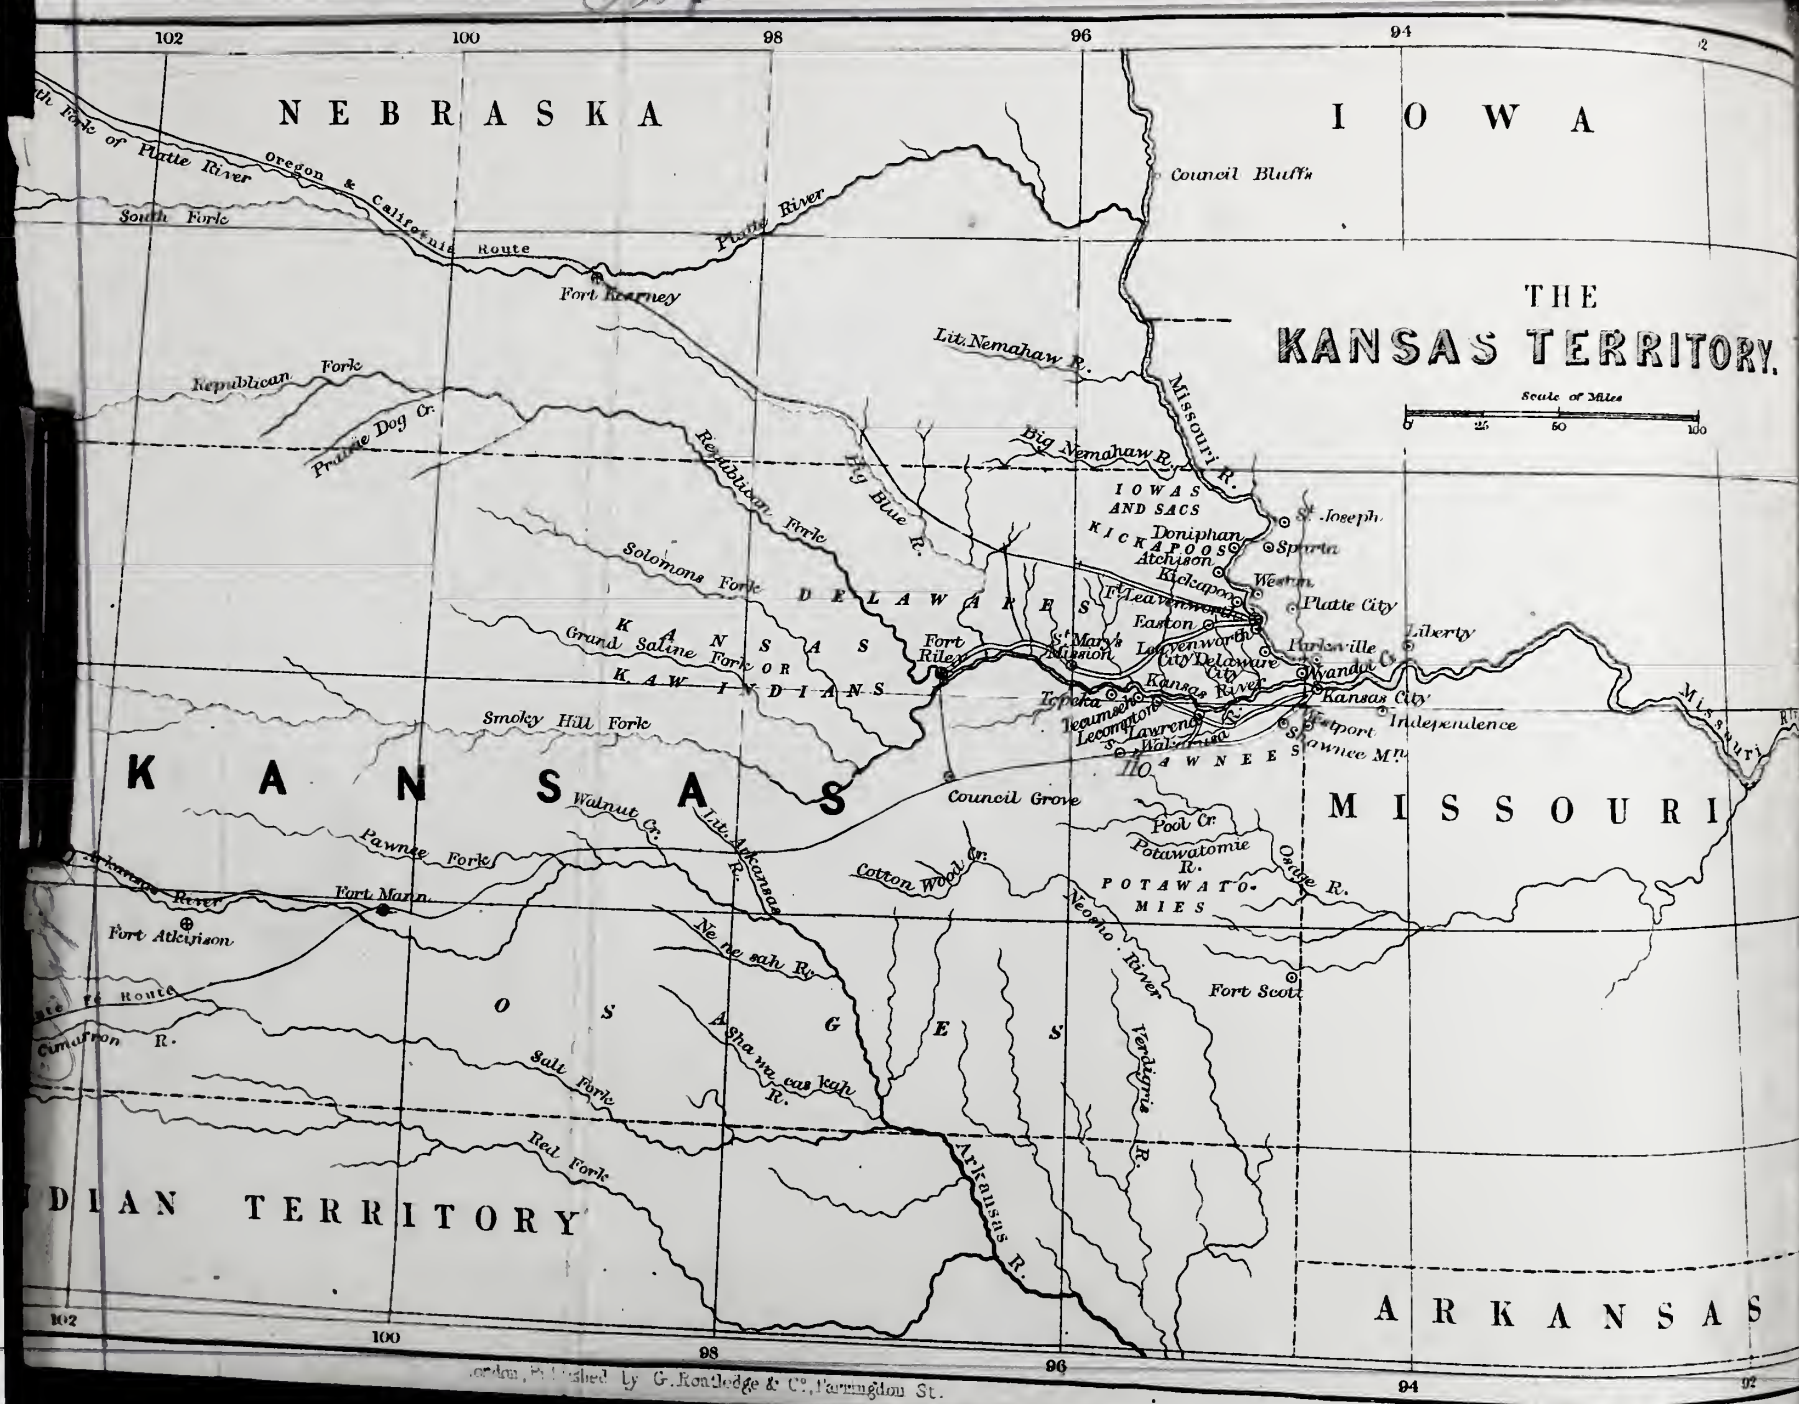 102 100 98 96 94 92
NEBRASKA
IOWA
Fork of Platte River
Oregon & California Route
South Fork
Platte River
Council Bluffs
Fort Kearney
THE
KANSAS TERRITORY.
Scale of Miles
0 25 50 100
Lit. Nemahaw R.
Missouri R.
Republican Fork
Prairie Dog Cr.
Republican Fork
Big Blue R.
Big Nemahaw R.
IOWAS
AND SACS
KICKAPOOS
Doniphan
St. Joseph
Sparta
Atchison
Kickapoo
Weston
Platte City
Ft. Leavenworth
Easton
Leavenworth
City
Delaware
City
Parksville
Liberty
Solomons Fork
DELAWARES
KANSAS
OR
KAW INDIANS
Grand Saline Fork
Fort
Riley
St. Mary's
Mission
Wyandot
Kansas River
Kansas City
Topeka
Tecumseh
Lecompton
Lawrence
Wakarusa
R.
Westport
Independence
Shawnee Mn.
S AWNEES
110
Missouri
Smoky Hill Fork
KANSAS
Council Grove
MISSOURI
Walnut Cr.
Lit. Arkansas
R.
Pawnee Fork
Cotton Wood Cr.
Pool Cr.
Potawatomie
R.
Osage R.
POTAWATO-
MIES
Arkansas
River
Fort Mann
Fort Atkinson
Ne ne sah R.
Neosho River
Fort Scott
Fé Route
Cimarron R.
OSAGES
Sha wa cas kah
R.
Salt Fork
Verdigris R.
Red Fork
Arkansas R.
DIAN TERRITORY
ARKANSAS
102 100 98 96 94 92
London, Published by G. Routledge & Co., Farringdon St.